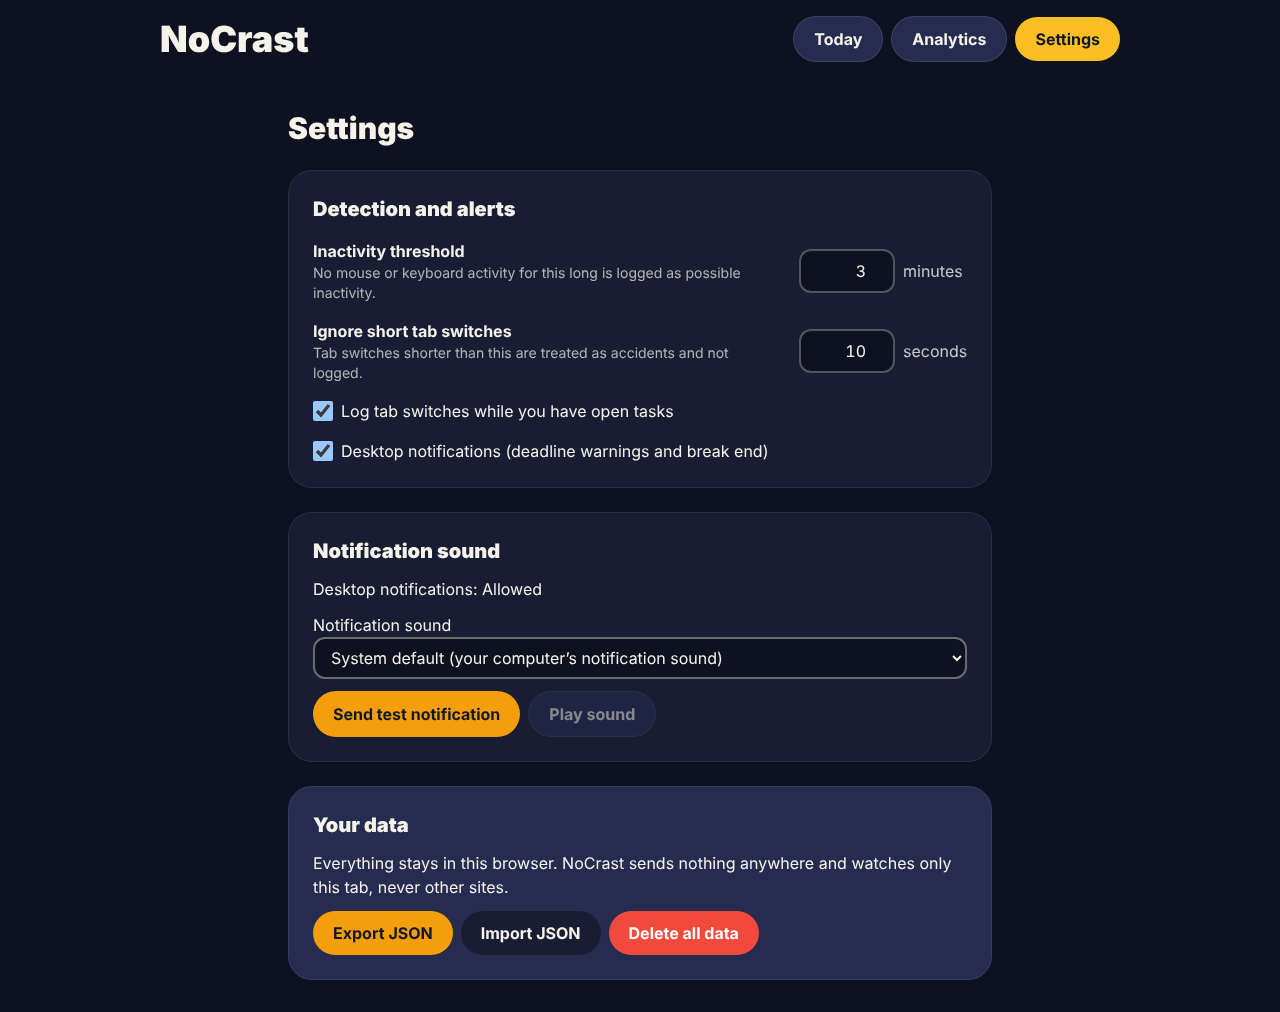 NoCrast
Today
Analytics
Settings
Settings
Detection and alerts
Inactivity threshold
No mouse or keyboard activity for this long is logged as possible
inactivity.
3 minutes
Ignore short tab switches
Tab switches shorter than this are treated as accidents and not
logged.
10 seconds
Log tab switches while you have open tasks
Desktop notifications (deadline warnings and break end)
Notification sound
Desktop notifications: Allowed
Notification sound
System default (your computer’s notification sound)
Send test notification
Play sound
Your data
Everything stays in this browser. NoCrast sends nothing anywhere and watches only
this tab, never other sites.
Export JSON
Import JSON
Delete all data